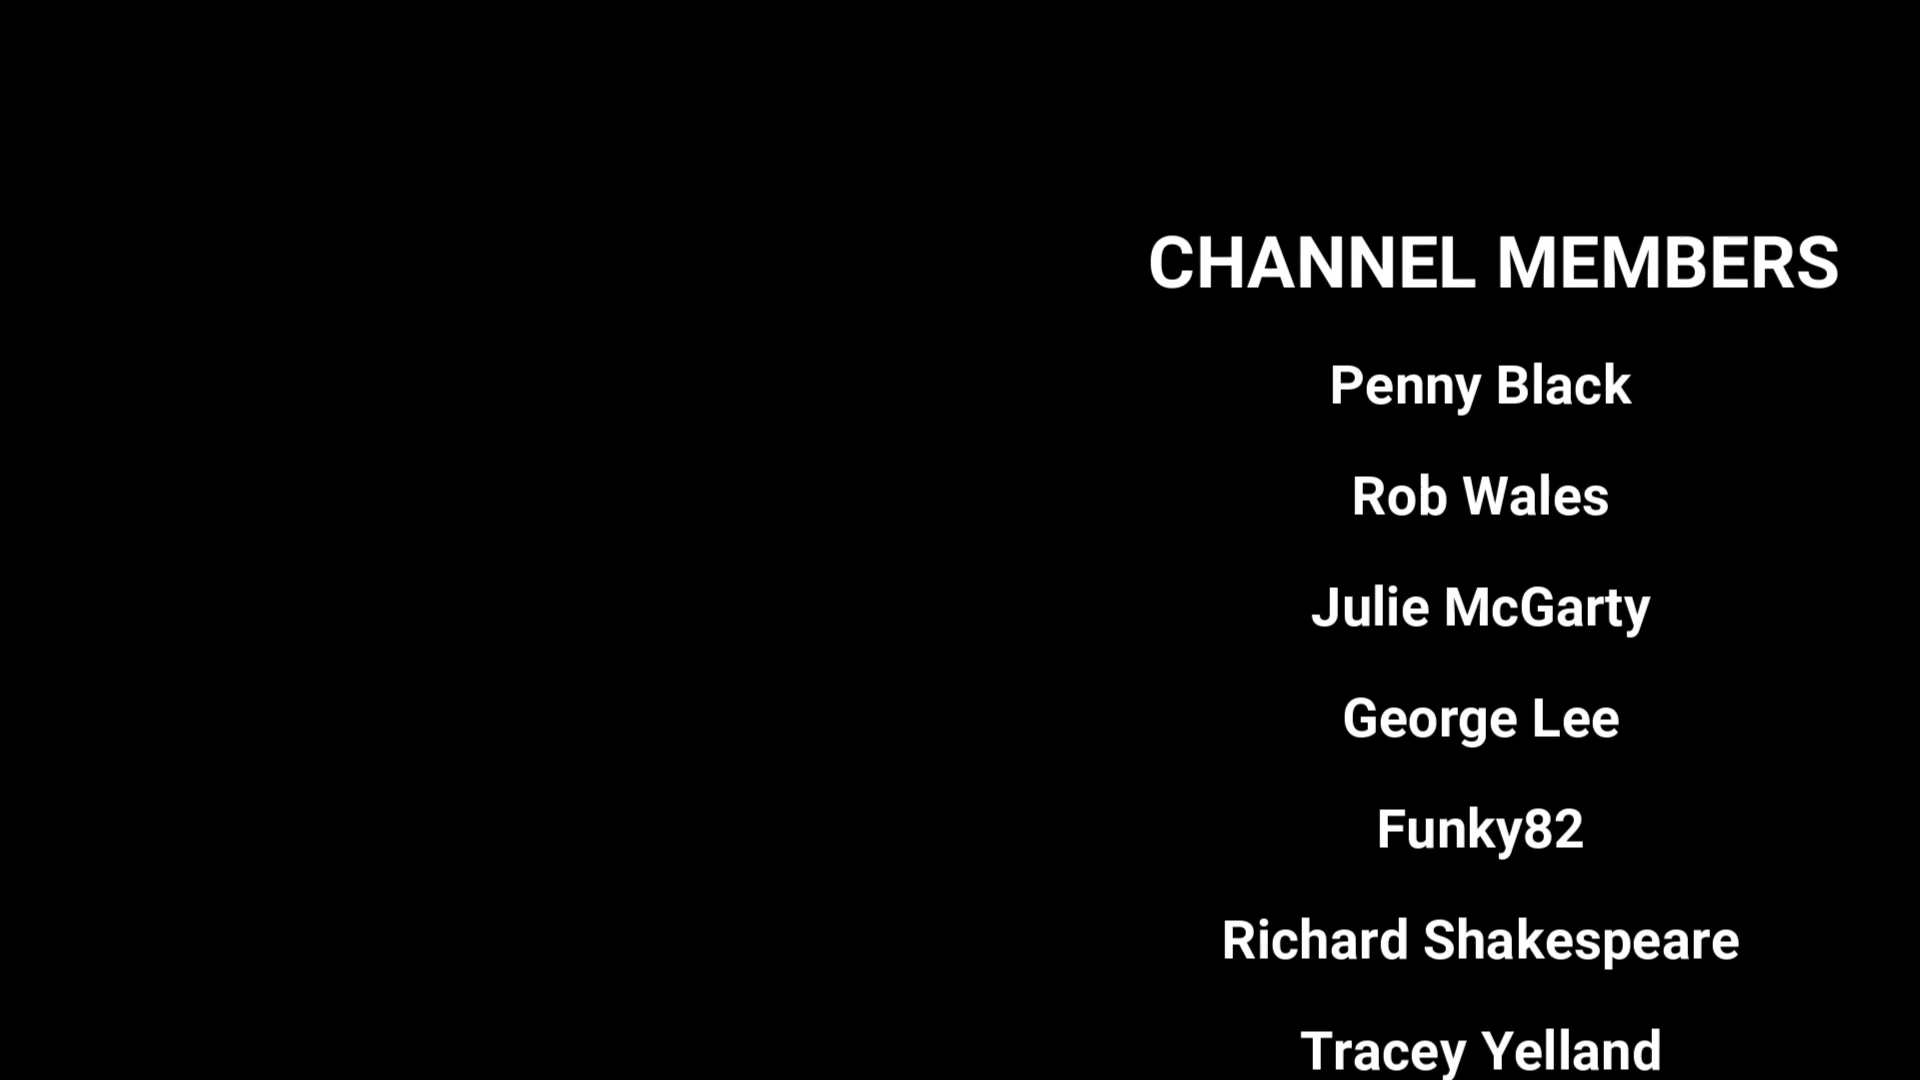 CHANNEL MEMBERS
Penny Black
Rob Wales
Julie McGarty
George Lee
Funky82
Richard Shakespeare
Tracey Yelland